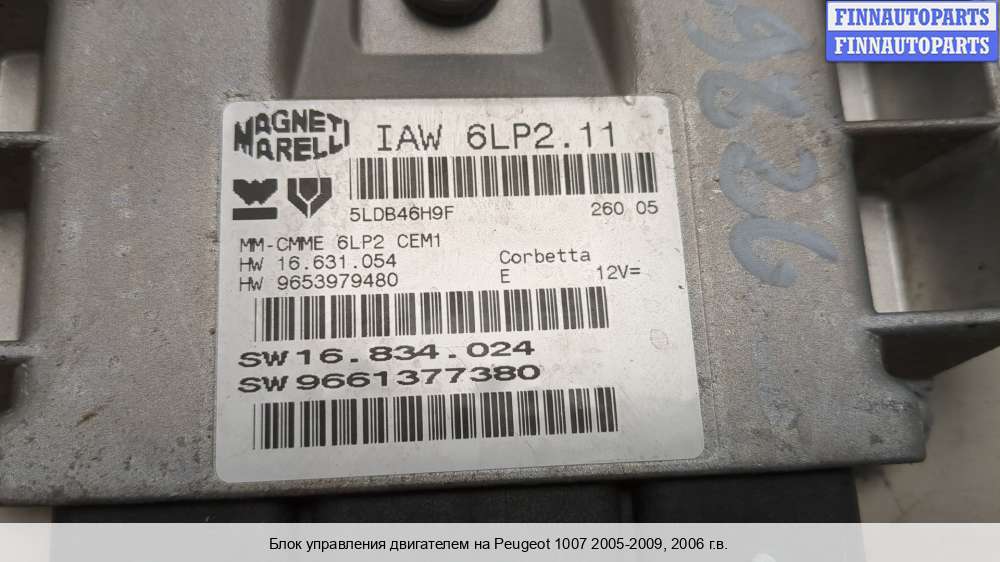 FINNAUTOPARTS
FINNAUTOPARTS
MAGNETI
MARELLI
IAW 6LP2.11
5LDB46H9F 260 05
MM-CMME 6LP2 CEM1
HW 16.631.054 Corbetta
HW 9653979480 E 12V=
SW 16.834.024
SW 9661377380
Блок управления двигателем на Peugeot 1007 2005-2009, 2006 г.в.